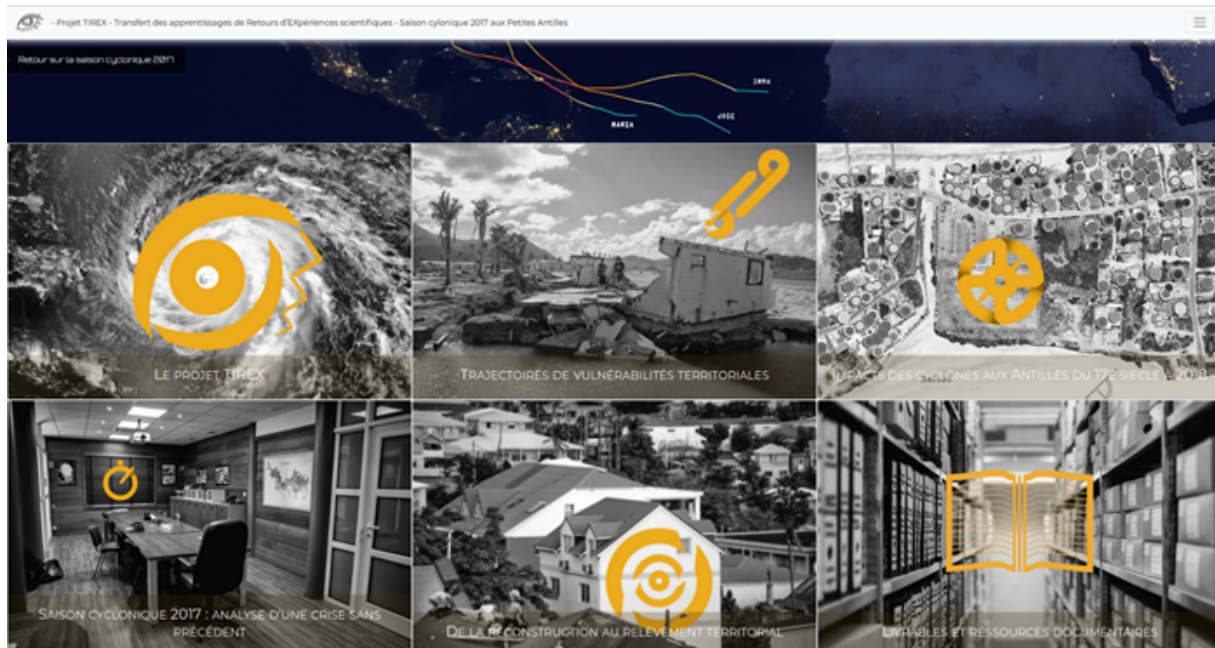 - Projet TIREX - Transfert des apprentissages de Retours d'EXpériences scientifiques - Saison cylonique 2017 aux Petites Antilles
Retour sur la saison cyclonique 2017
IRMA
JOSE
MARIA
LE PROJET TIREX
TRAJECTOIRES DE VULNÉRABILITÉS TERRITORIALES
IMPACTS DES CYCLONES AUX ANTILLES DU 17E SIÈCLE À 2018
SAISON CYCLONIQUE 2017 : ANALYSE D'UNE CRISE SANS
PRÉCÉDENT
DE LA RECONSTRUCTION AU RELÈVEMENT TERRITORIAL
LIVRABLES ET RESSOURCES DOCUMENTAIRES